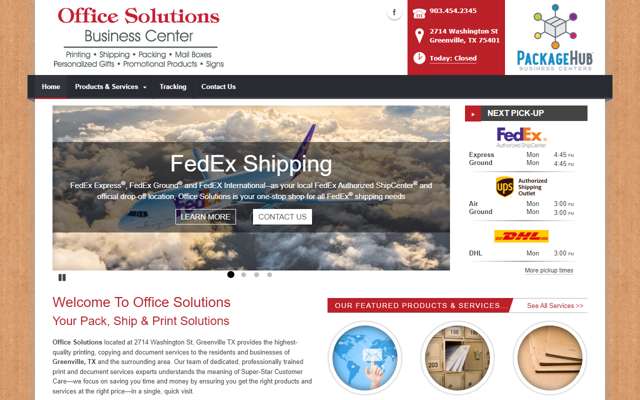 Office Solutions
Business Center
Printing • Shipping • Packing • Mail Boxes
Personalized Gifts • Promotional Products • Signs
903.454.2345
2714 Washington St
Greenville, TX 75401
Today: Closed
PACKAGEHUB
BUSINESS CENTERS
Home
Products & Services
Tracking
Contact Us
FedEx Shipping
FedEx Express®, FedEx Ground® and FedEX International–as your local FedEx Authorized ShipCenter® and
official drop-off location, Office Solutions is your one-stop shop for all FedEx® shipping needs
LEARN MORE
CONTACT US
NEXT PICK-UP
FedEx
Authorized ShipCenter
Express Mon 4:45 PM
Ground Mon 4:45 PM
ups
Authorized
Shipping
Outlet
Air Mon 3:00 PM
Ground Mon 3:00 PM
DHL
DHL Mon 3:00 PM
More pickup times
Welcome To Office Solutions
Your Pack, Ship & Print Solutions
Office Solutions located at 2714 Washington St, Greenville TX provides the highest-
quality printing, copying and document services to the residents and businesses of
Greenville, TX and the surrounding area. Our team of dedicated, professionally trained
print and document services experts understands the meaning of Super-Star Customer
Care—we focus on saving you time and money by ensuring you get the right products
and services at the right price—in a single, quick visit.
OUR FEATURED PRODUCTS & SERVICES...
See All Services >>